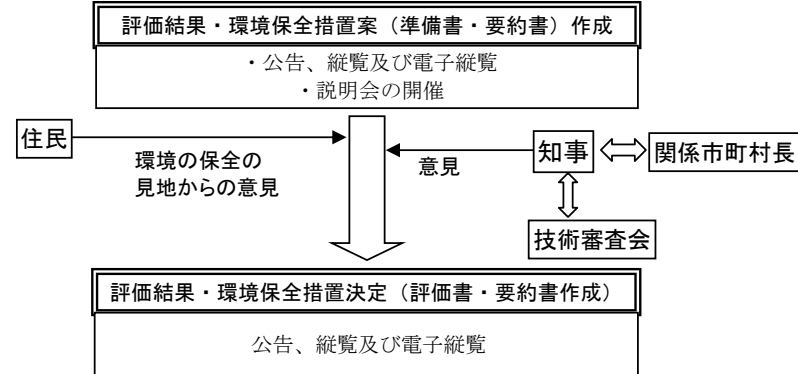 評価結果・環境保全措置案（準備書・要約書）作成
・公告、縦覧及び電子縦覧
・説明会の開催
住民
環境の保全の
見地からの意見
意見
知事
関係市町村長
技術審査会
評価結果・環境保全措置決定（評価書・要約書作成）
公告、縦覧及び電子縦覧